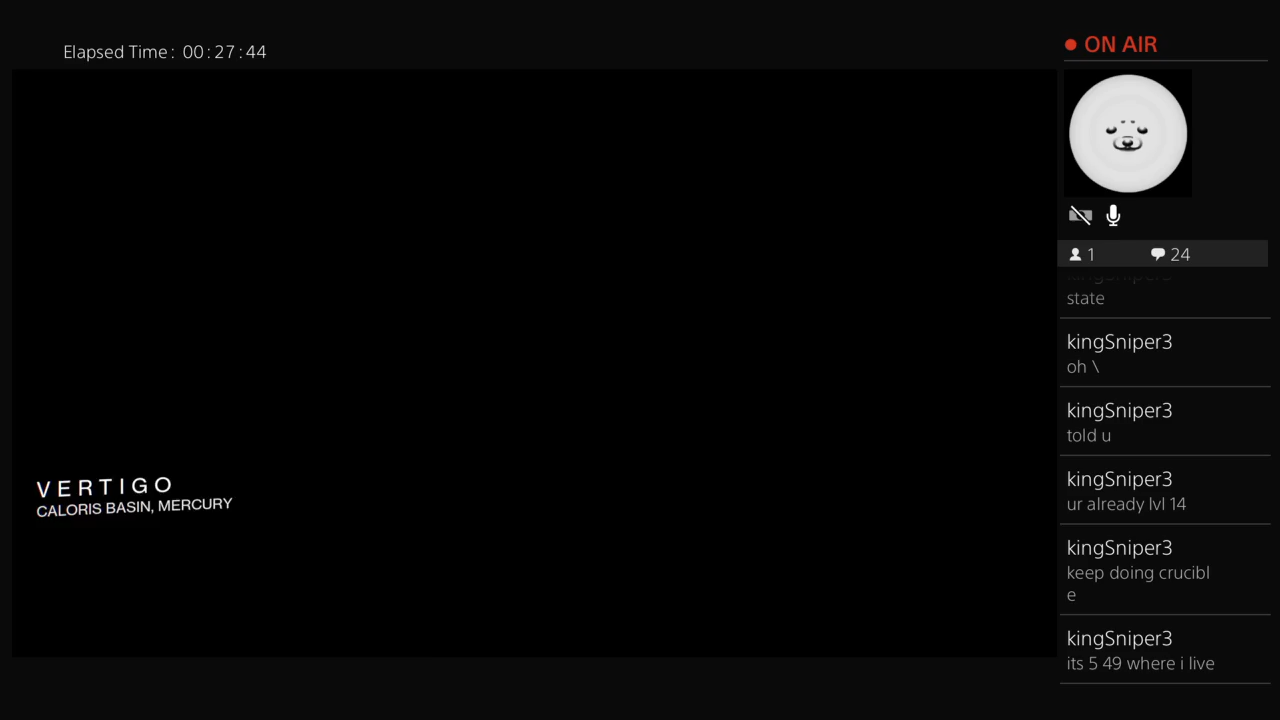 Elapsed Time: 00:27:44
ON AIR
1 24
state
kingSniper3
oh \
kingSniper3
told u
kingSniper3
ur already lvl 14
kingSniper3
keep doing crucibl
e
kingSniper3
its 5 49 where i live
VERTIGO
CALORIS BASIN, MERCURY